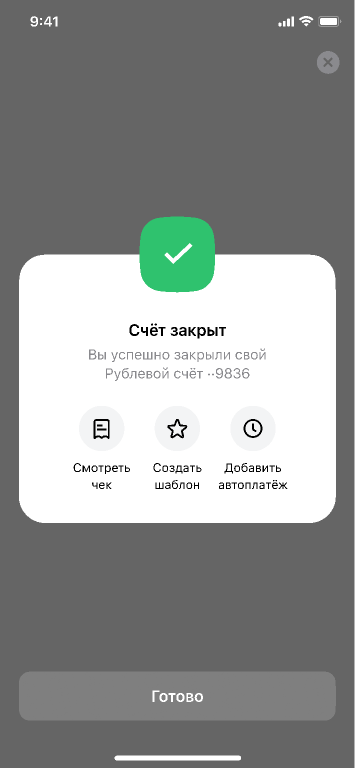 9:41
Счёт закрыт
Вы успешно закрыли свой
Рублевой счёт ··9836
Смотреть
чек
Создать
шаблон
Добавить
автоплатёж
Готово